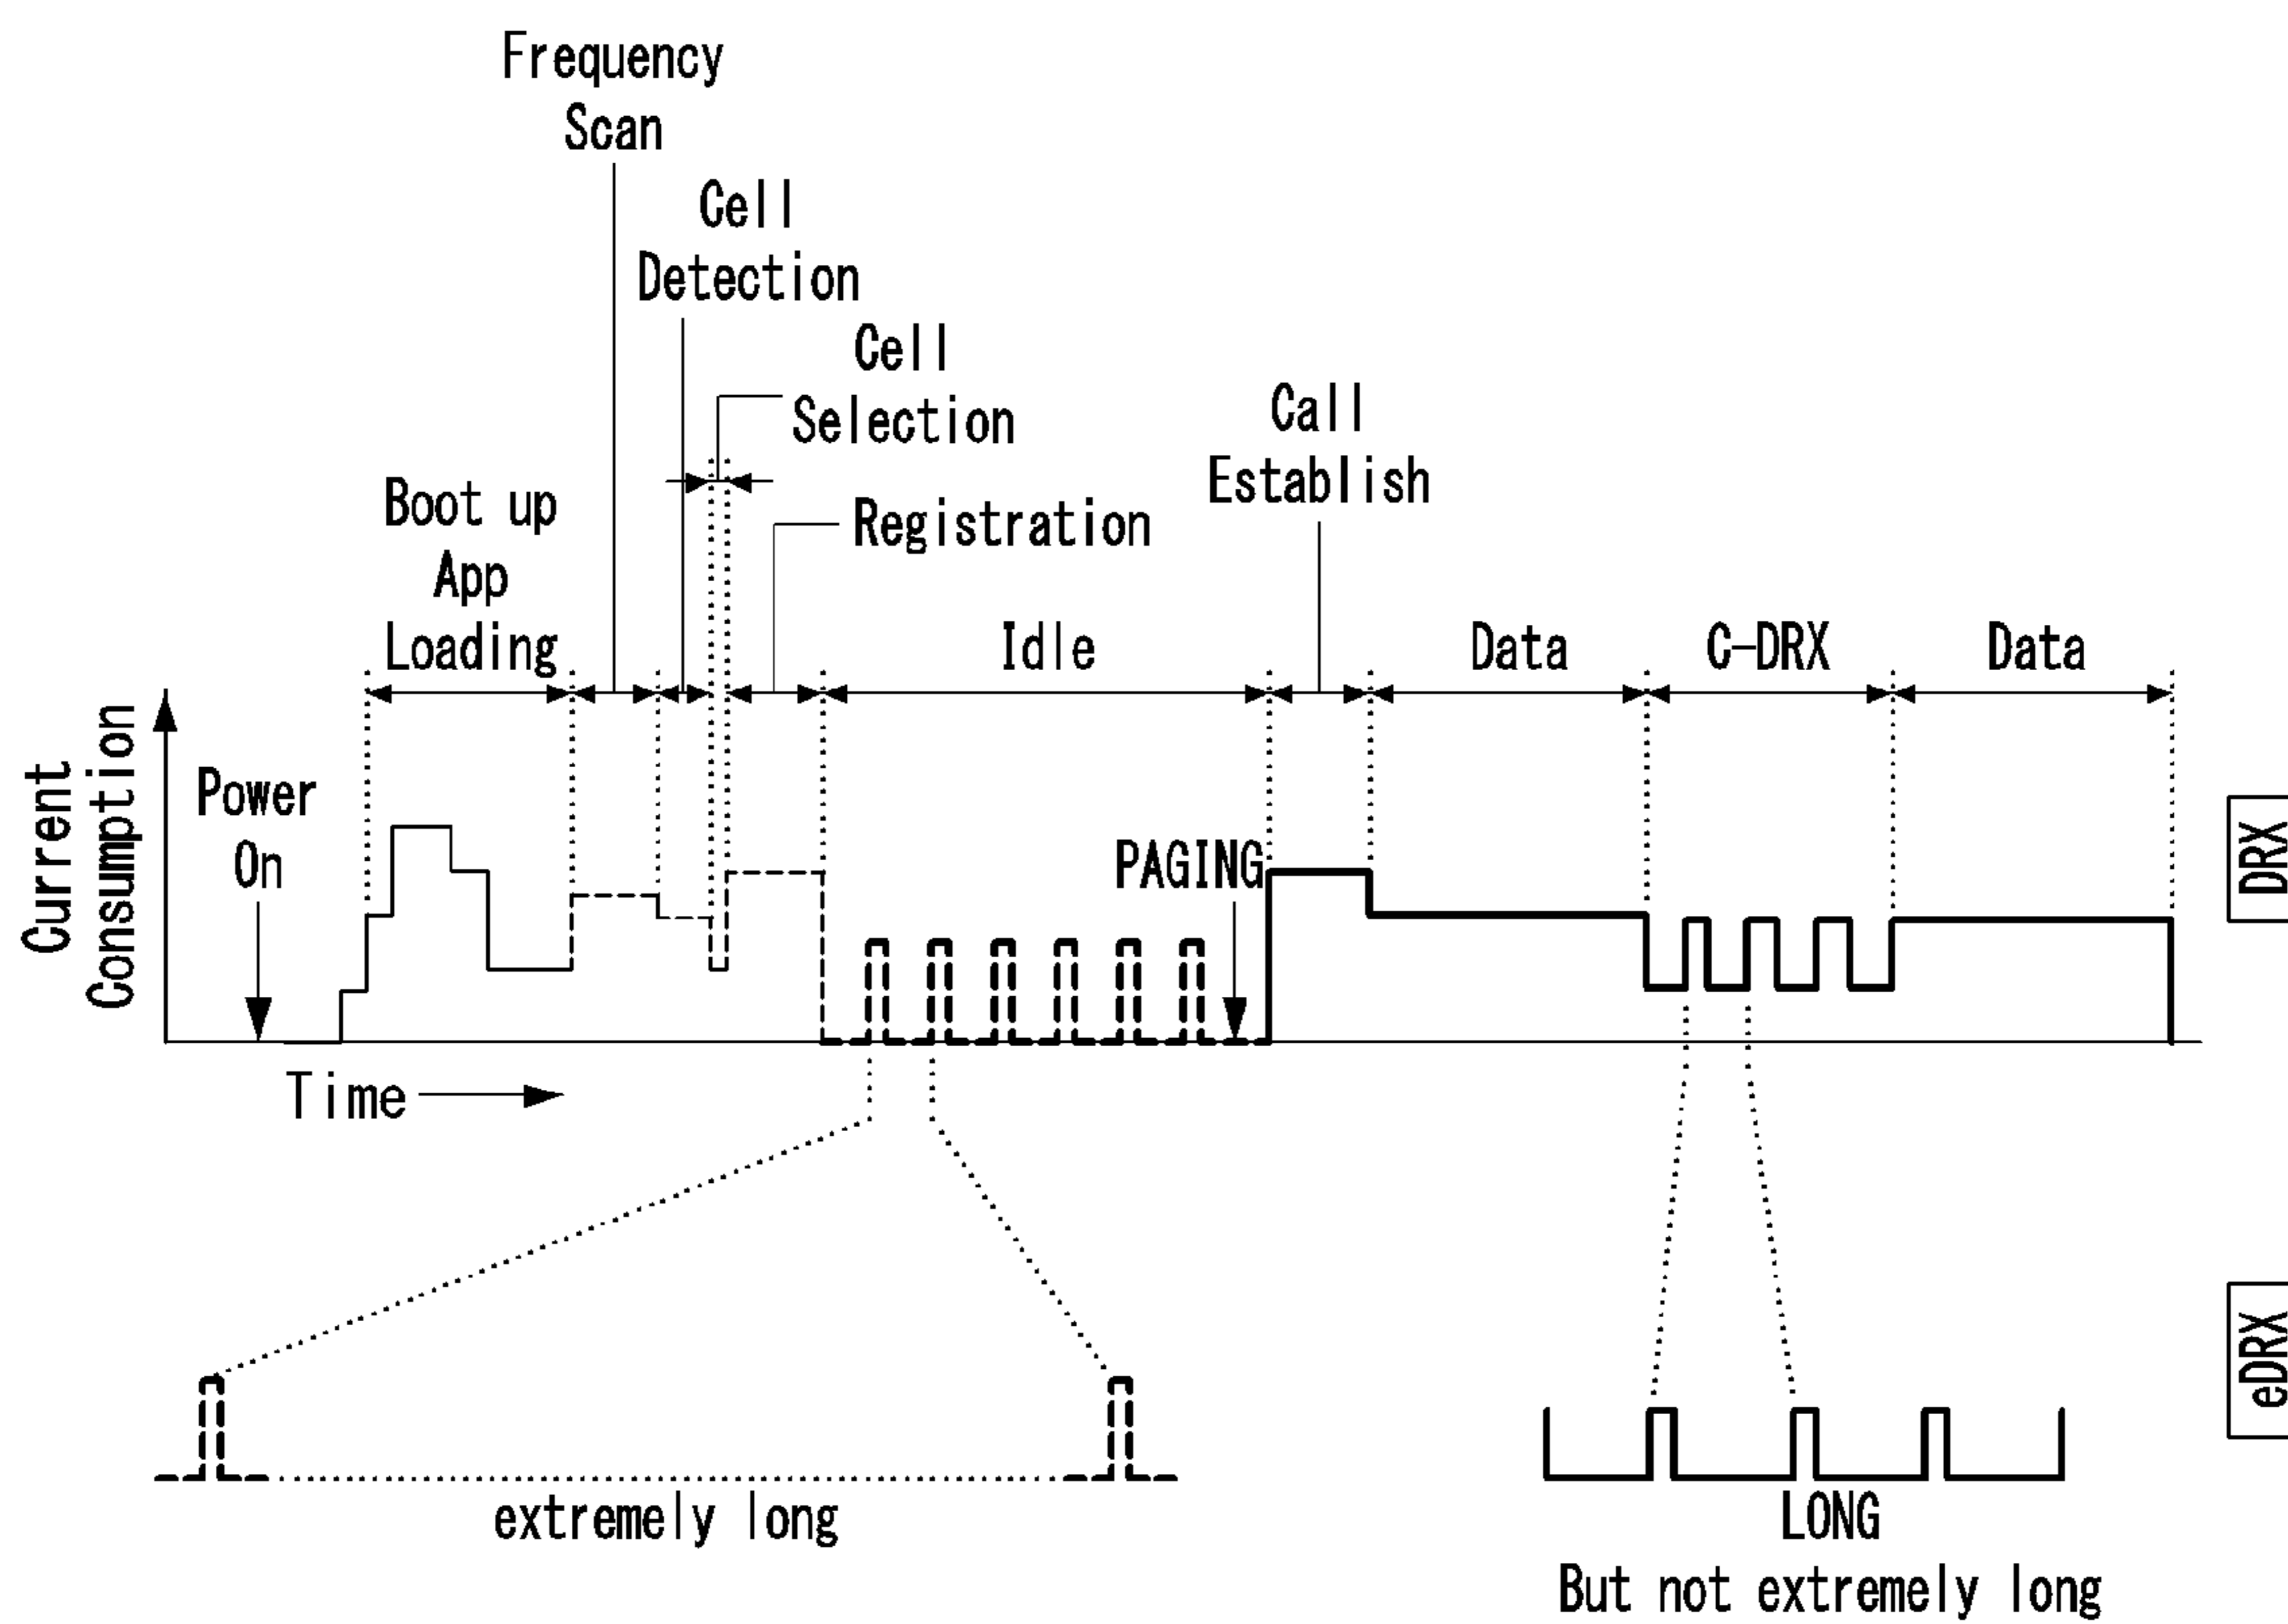 Frequency
Scan
Cell
Detection
Cell
Selection
Call
Establish
Boot up
App
Loading
Registration
Idle
Data
C-DRX
Data
Current
Consumption
Power
On
PAGING
DRX
Time
eDRX
extremely long
LONG
But not extremely long